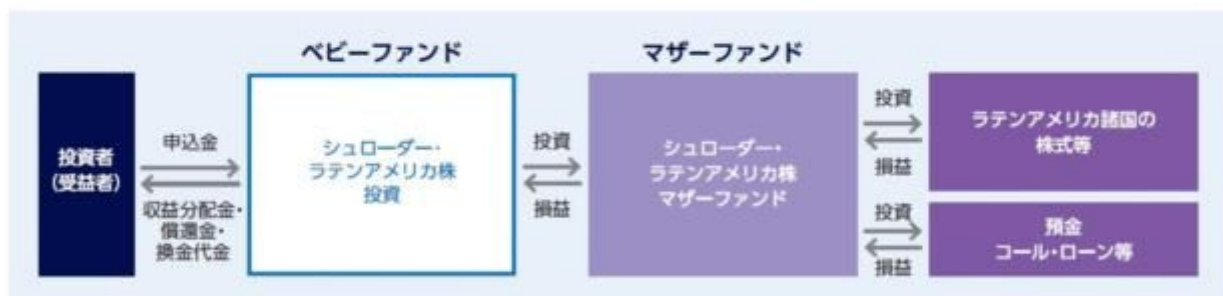 ベビーファンド
マザーファンド
投資者
(受益者)
申込金
収益分配金・
償還金・
換金代金
シュローダー・
ラテンアメリカ株
投資
投資
損益
シュローダー・
ラテンアメリカ株
マザーファンド
投資
損益
ラテンアメリカ諸国の
株式等
投資
損益
預金
コール・ローン等